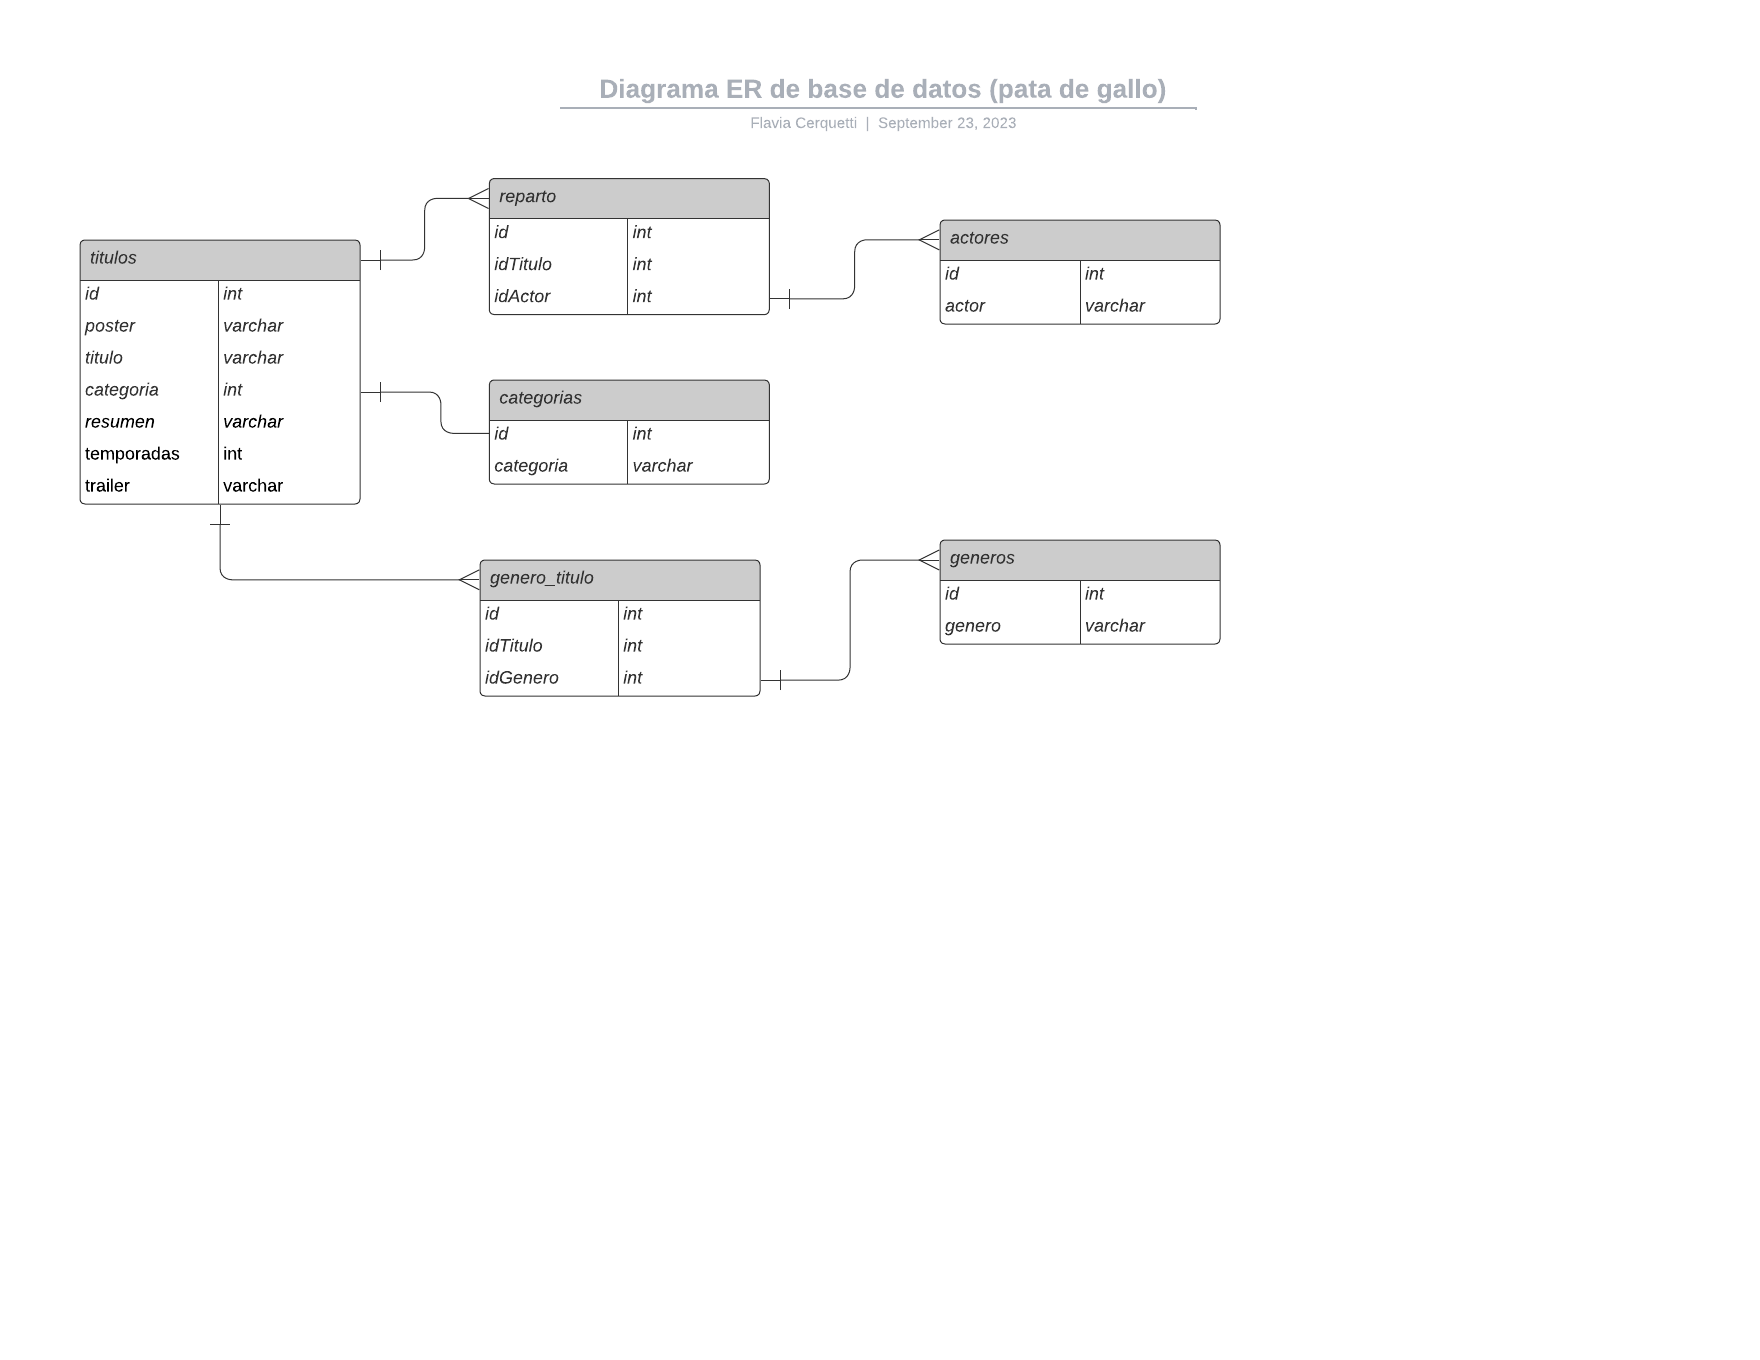 Diagrama ER de base de datos (pata de gallo)
Flavia Cerquetti | September 23, 2023
titulos
id int
poster varchar
titulo varchar
categoria int
resumen varchar
temporadas int
trailer varchar
reparto
id int
idTitulo int
idActor int
actores
id int
actor varchar
categorias
id int
categoria varchar
genero_titulo
id int
idTitulo int
idGenero int
generos
id int
genero varchar